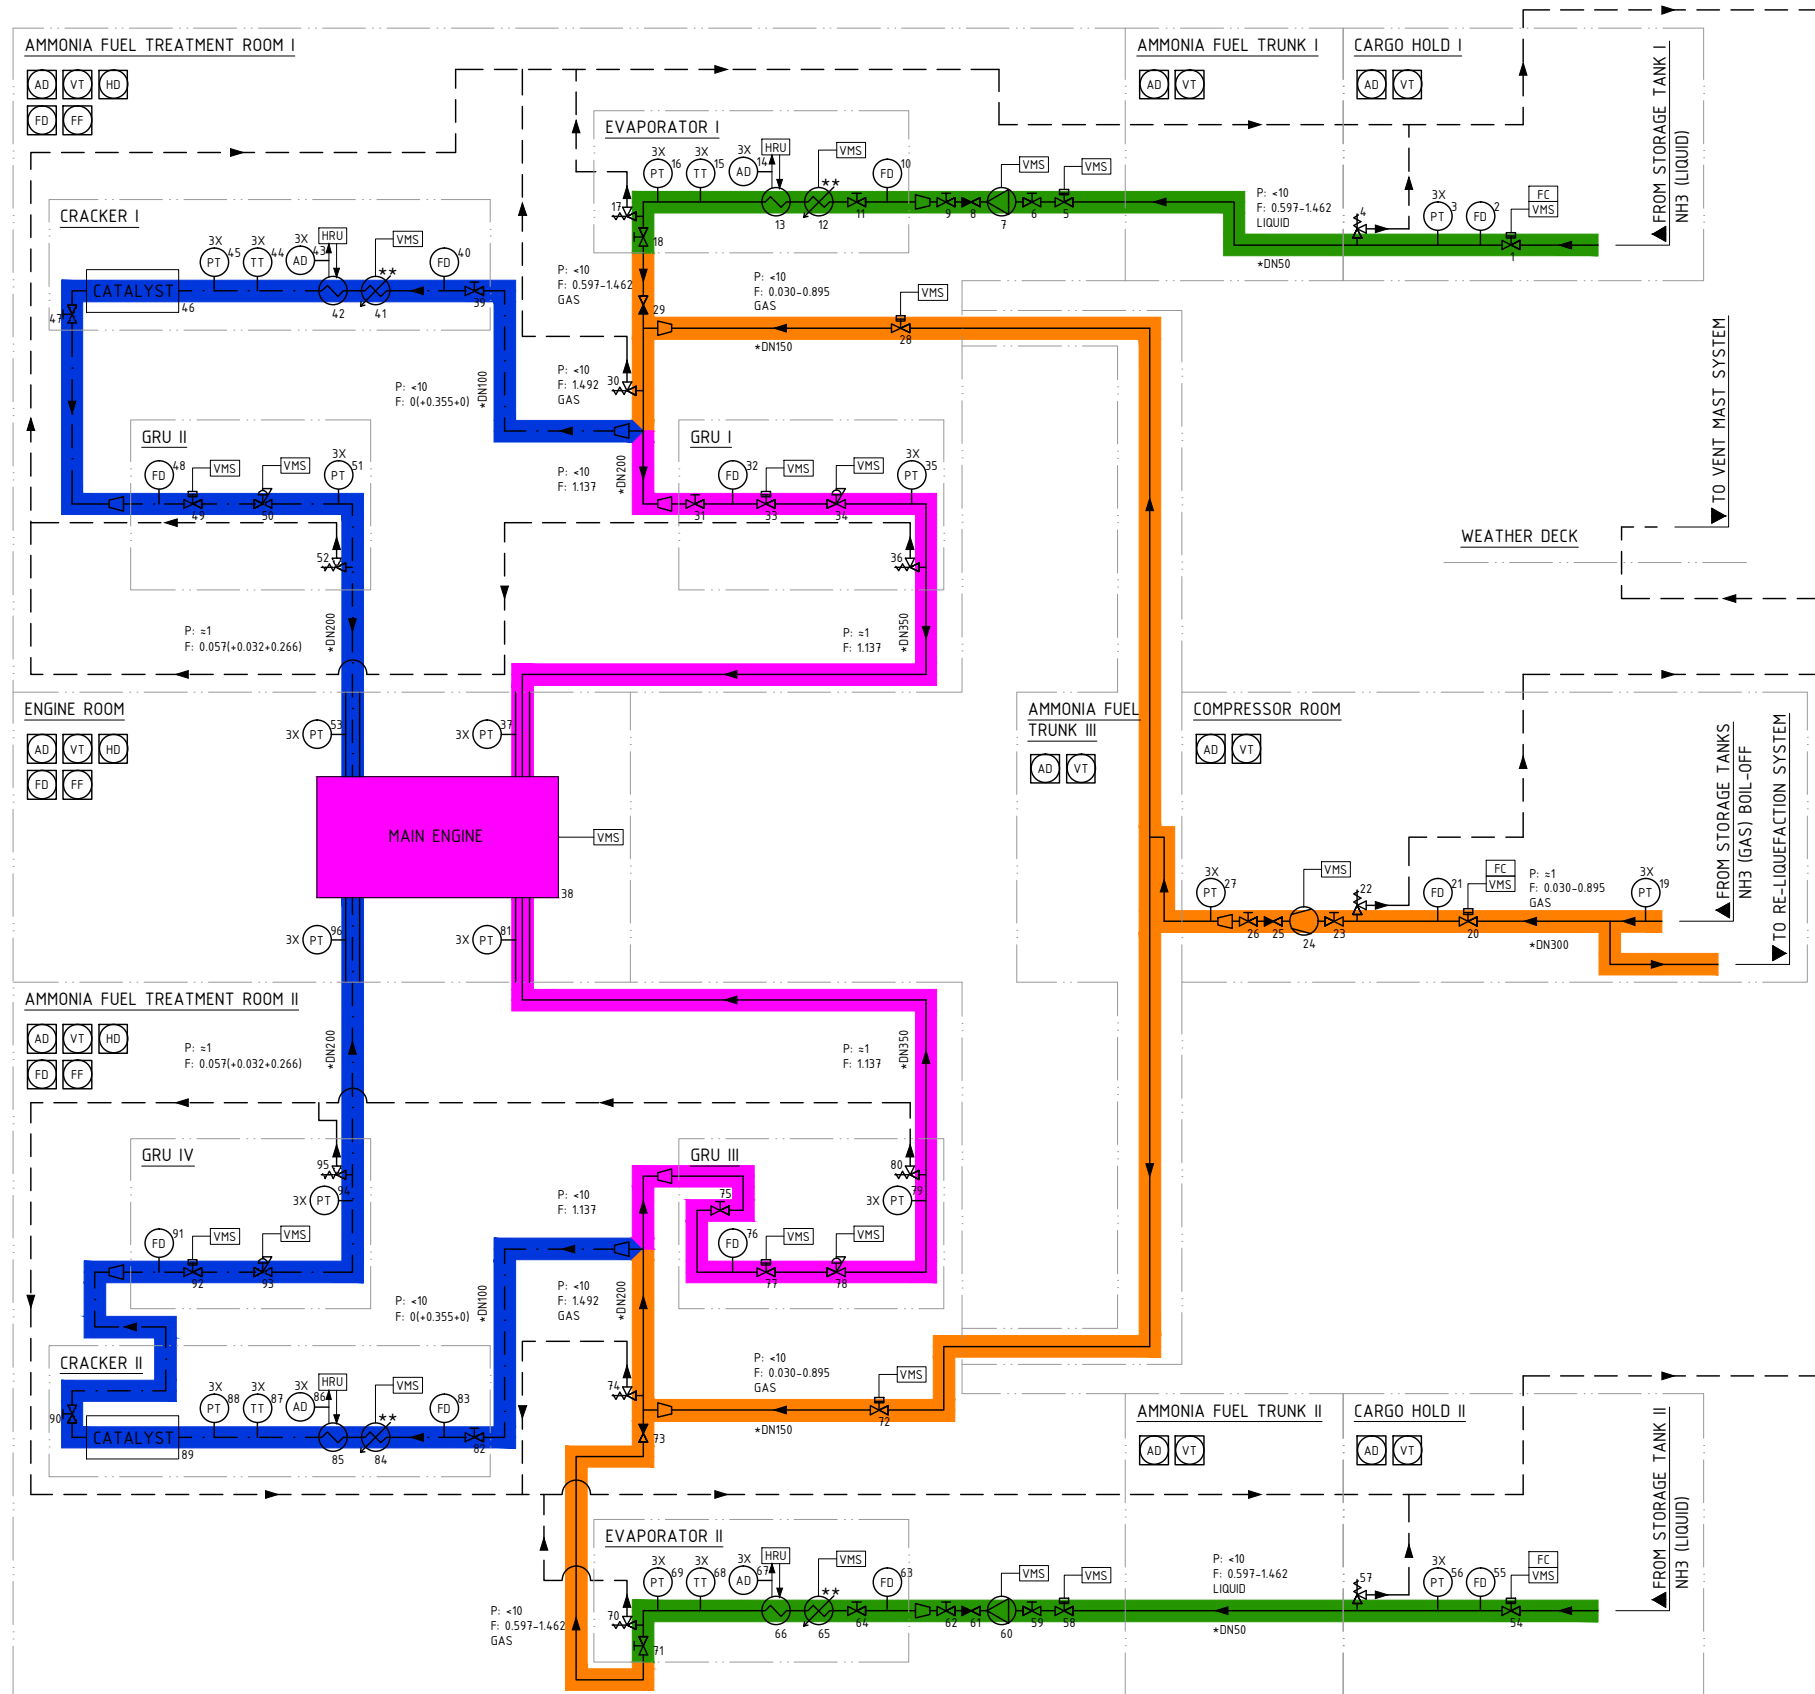 AMMONIA FUEL TREATMENT ROOM I
AD VT HD
FD FF
AMMONIA FUEL TRUNK I
AD VT
CARGO HOLD I
AD VT
FROM STORAGE TANK I
NH3 (LIQUID)
EVAPORATOR I
3X PT 16
3X TT 15
3X AD 14
HRU
VMS
**
FD 10
VMS
VMS
17
18
13
12
11
9
8
7
6
5
P: <10
F: 0.597-1.462
LIQUID
*DN50
4
3X PT 3
FD 2
FC
VMS
1
CRACKER I
3X PT 45
3X TT 44
3X AD 43
HRU
VMS
**
FD 40
CATALYST
46
47
42
41
39
P: <10
F: 0.597-1.462
GAS
P: <10
F: 0.030-0.895
GAS
VMS
28
29
*DN150
P: <10
F: 0(+0.355+0)
*DN100
P: <10
F: 1.492
GAS
30
GRU II
FD 48
VMS
VMS
3X
PT 51
49
50
52
P: <10
F: 1.137
*DN200
GRU I
FD 32
VMS
VMS
3X
PT 35
31
33
34
36
TO VENT MAST SYSTEM
WEATHER DECK
P: ≈1
F: 0.057(+0.032+0.266)
*DN200
P: ≈1
F: 1.137
*DN350
ENGINE ROOM
AD VT HD
FD FF
3X PT 53
3X PT 37
MAIN ENGINE
VMS
38
3X PT 96
3X PT 81
AMMONIA FUEL
TRUNK III
AD VT
COMPRESSOR ROOM
AD VT
3X
PT 27
VMS
22
FD 21
FC
VMS
P: ≈1
F: 0.030-0.895
GAS
3X
PT 19
26
25
24
23
20
*DN300
FROM STORAGE TANKS
NH3 (GAS) BOIL-OFF
TO RE-LIQUEFACTION SYSTEM
AMMONIA FUEL TREATMENT ROOM II
AD VT HD
FD FF
P: ≈1
F: 0.057(+0.032+0.266)
*DN200
P: ≈1
F: 1.137
*DN350
GRU IV
95
3X PT 94
FD 91
VMS
VMS
92
93
P: <10
F: 1.137
GRU III
75
80
3X PT 79
FD 76
VMS
VMS
77
78
P: <10
F: 0(+0.355+0)
*DN100
P: <10
F: 1.492
GAS
*DN200
CRACKER II
3X PT 88
3X TT 87
3X AD 86
HRU
VMS
**
FD 83
90
CATALYST
89
85
84
82
74
P: <10
F: 0.030-0.895
GAS
VMS
72
73
*DN150
AMMONIA FUEL TRUNK II
AD VT
CARGO HOLD II
AD VT
FROM STORAGE TANK II
NH3 (LIQUID)
EVAPORATOR II
3X PT 69
3X TT 68
3X AD 67
HRU
VMS
**
FD 63
VMS
VMS
P: <10
F: 0.597-1.462
GAS
70
71
66
65
64
62
61
60
59
58
P: <10
F: 0.597-1.462
LIQUID
*DN50
57
3X PT 56
FD 55
FC
VMS
54